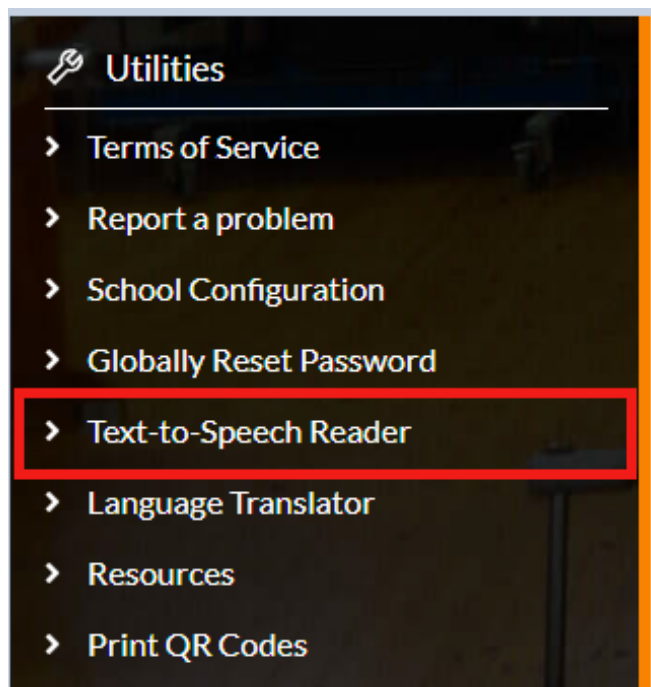 Utilities
Terms of Service
Report a problem
School Configuration
Globally Reset Password
Text-to-Speech Reader
Language Translator
Resources
Print QR Codes